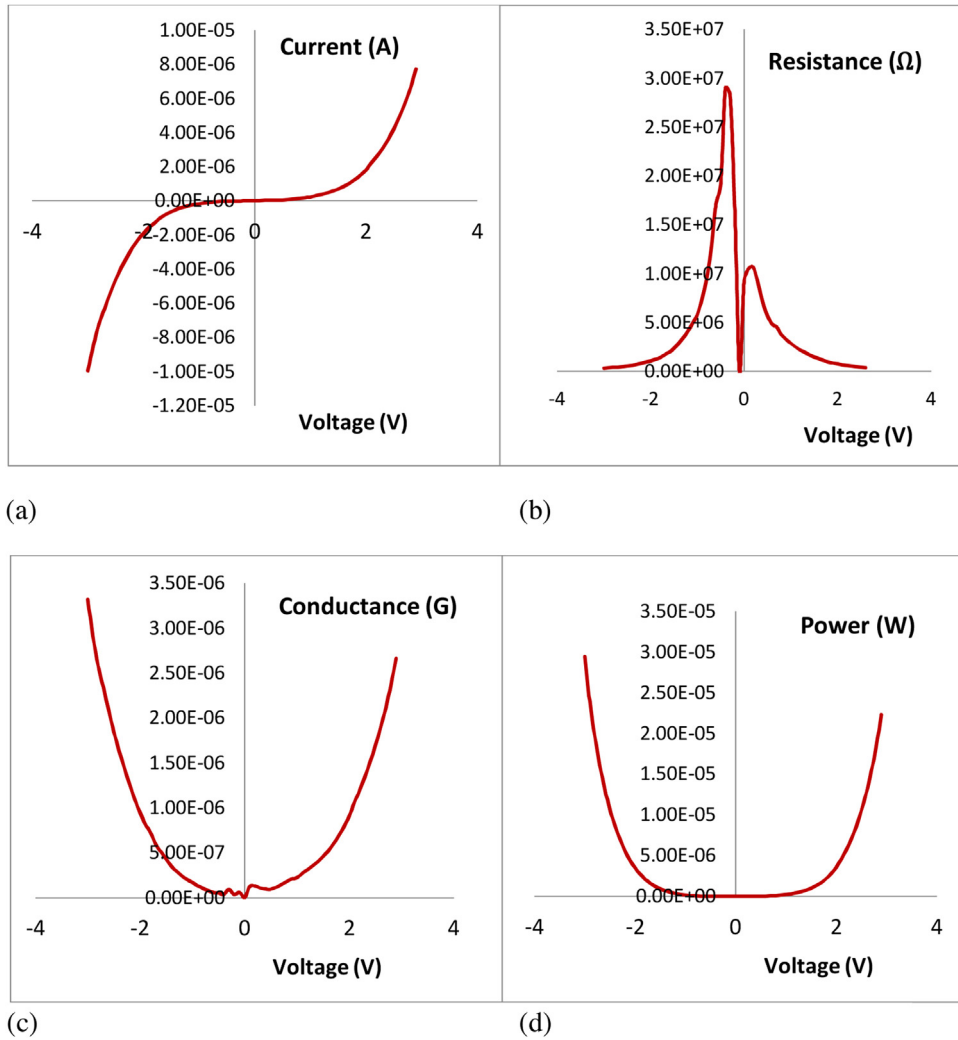 Current (A)
1.00E-05
8.00E-06
6.00E-06
4.00E-06
2.00E-06
0.00E+00
-2.00E-06
-4.00E-06
-6.00E-06
-8.00E-06
-1.00E-05
-1.20E-05
-4
-2
0
2
4
Voltage (V)
(a)
Resistance (Ω)
3.50E+07
3.00E+07
2.50E+07
2.00E+07
1.50E+07
1.00E+07
5.00E+06
0.00E+00
-4
-2
0
2
4
Voltage (V)
(b)
Conductance (G)
3.50E-06
3.00E-06
2.50E-06
2.00E-06
1.50E-06
1.00E-06
5.00E-07
0.00E+00
-4
-2
0
2
4
Voltage (V)
(c)
Power (W)
3.50E-05
3.00E-05
2.50E-05
2.00E-05
1.50E-05
1.00E-05
5.00E-06
0.00E+00
-4
-2
0
2
4
Voltage (V)
(d)